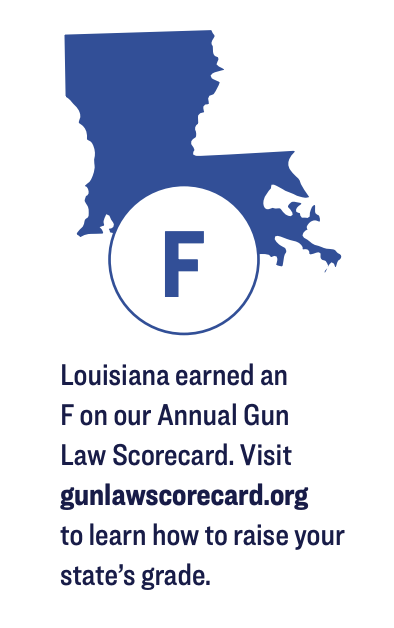 F
Louisiana earned an
F on our Annual Gun
Law Scorecard. Visit
gunlawscorecard.org
to learn how to raise your
state’s grade.